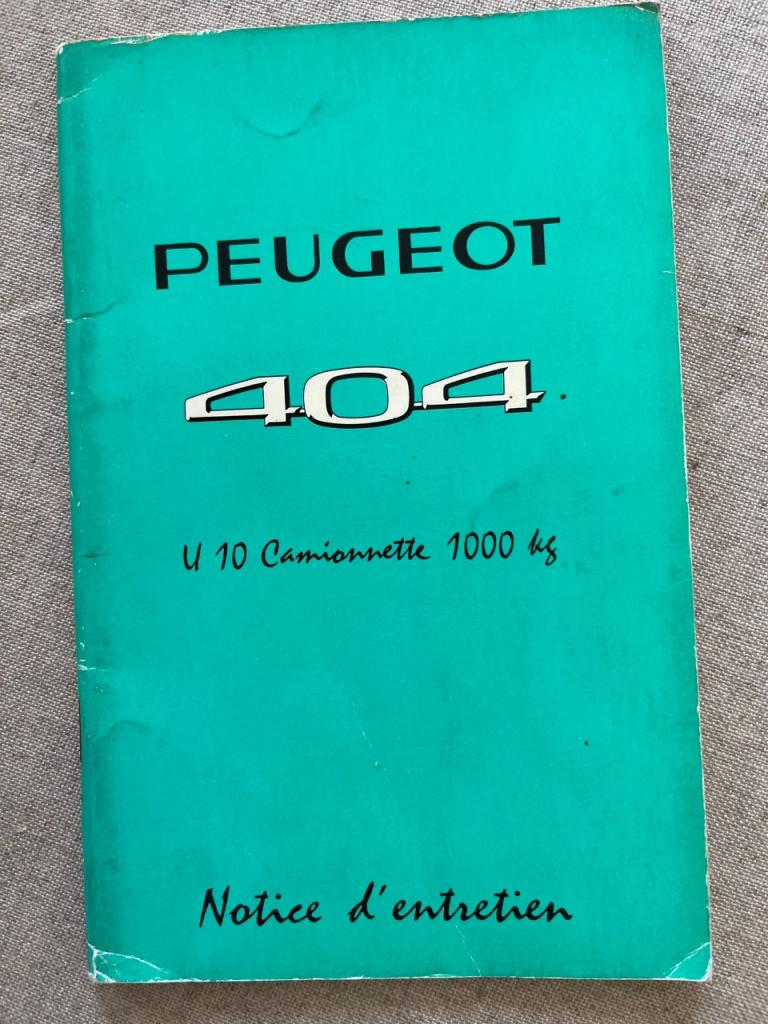 PEUGEOT
404
U 10 Camionnette 1000 kg
Notice d'entretien